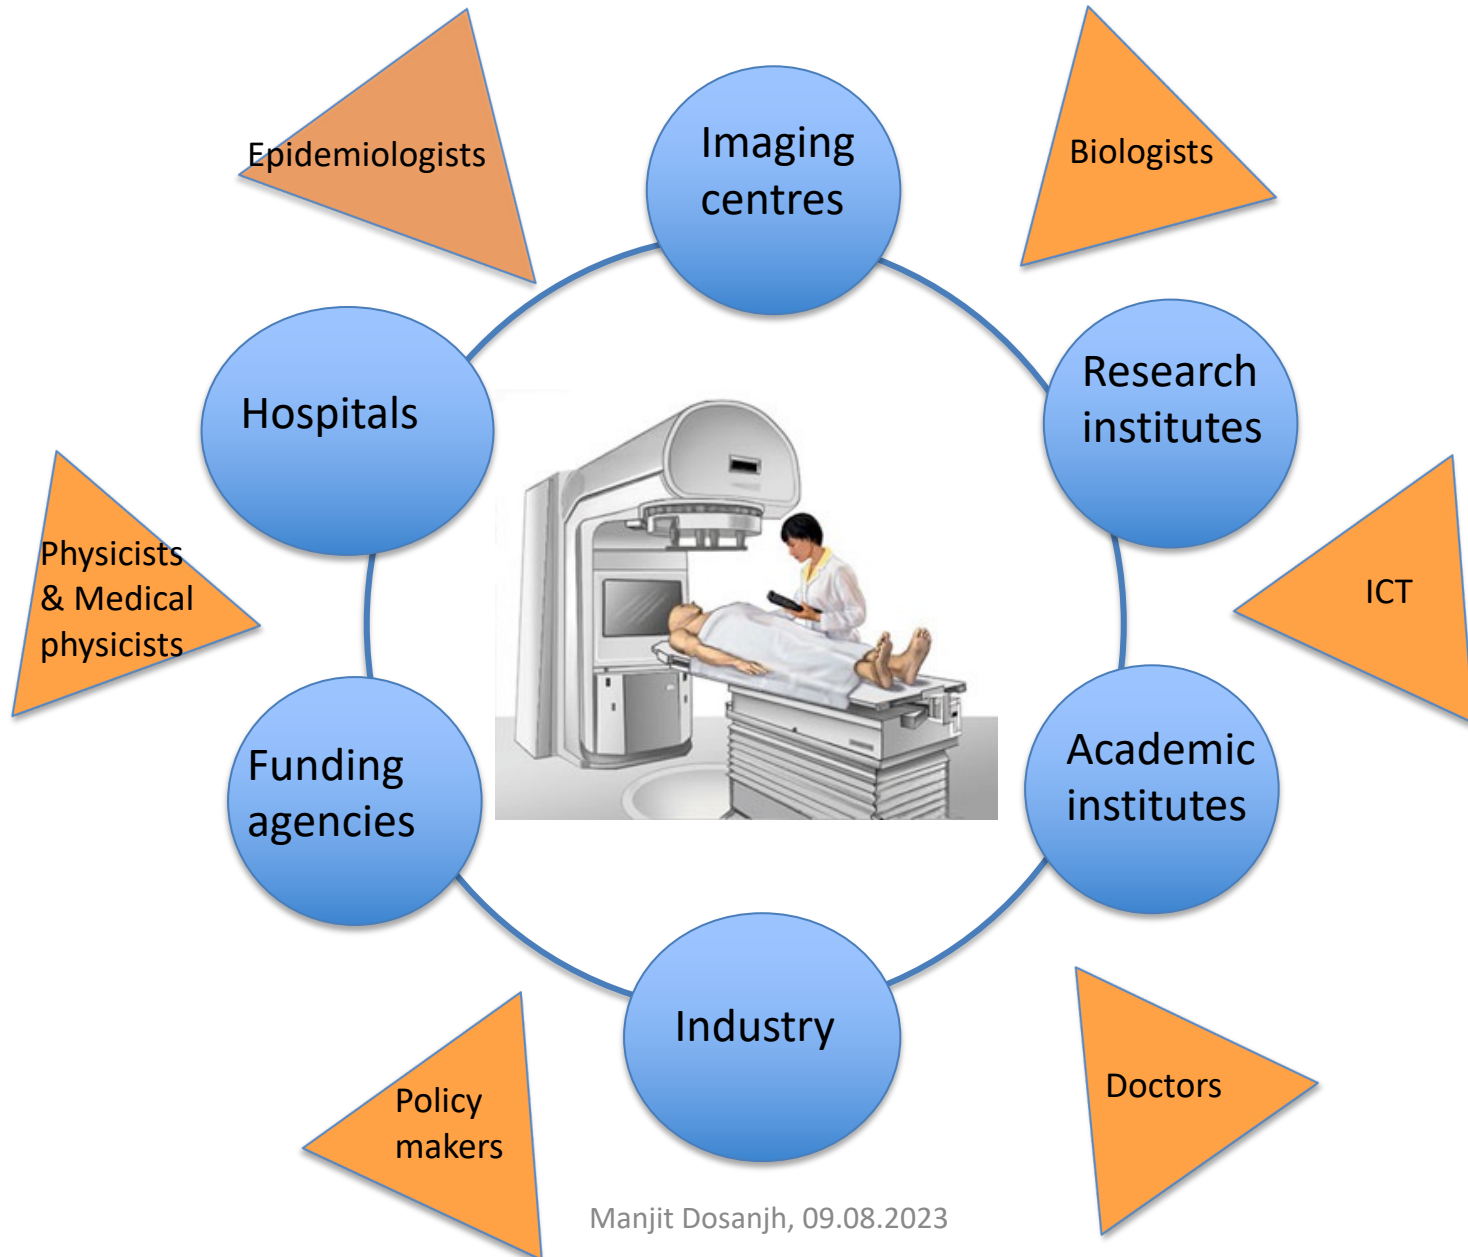 Epidemiologists
Imaging
centres
Biologists
Hospitals
Research
institutes
Physicists
& Medical
physicists
ICT
Funding
agencies
Academic
institutes
Industry
Policy
makers
Doctors
Manjit Dosanjh, 09.08.2023